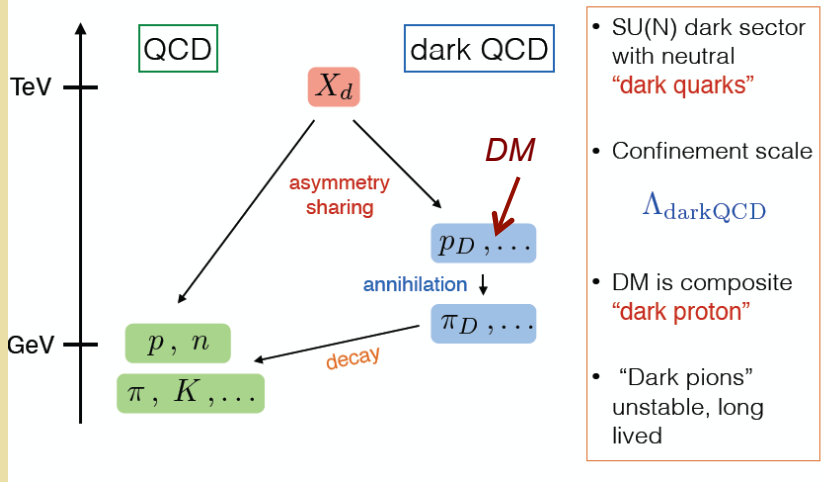 QCD
dark QCD
TeV
X_d
DM
asymmetry
sharing
p_D , ...
annihilation
π_D , ...
GeV
p , n
decay
π , K , ...
• SU(N) dark sector
with neutral
“dark quarks”
• Confinement scale
Λ_darkQCD
• DM is composite
“dark proton”
• “Dark pions”
unstable, long
lived